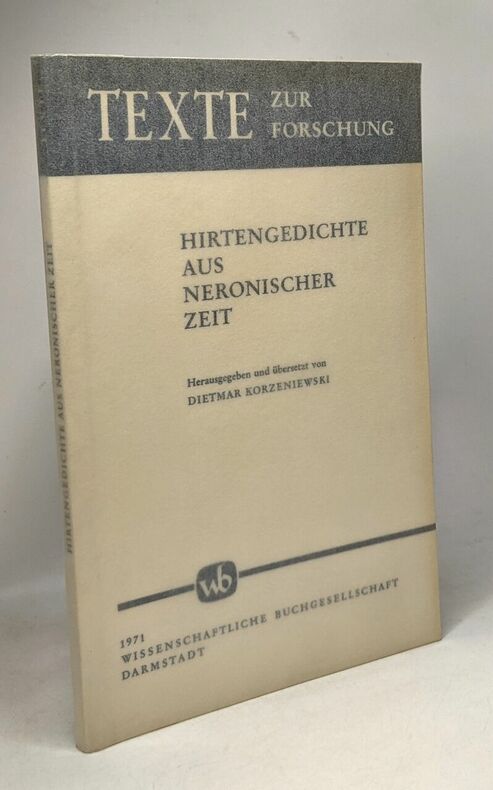 TEXTE ZUR
FORSCHUNG
HIRTENGEDICHTE
AUS
NERONISCHER
ZEIT
Herausgegeben und übersetzt von
DIETMAR KORZENIEWSKI
wb
1971
WISSENSCHAFTLICHE BUCHGESELLSCHAFT
DARMSTADT
HIRTENGEDICHTE AUS NERONISCHER ZEIT